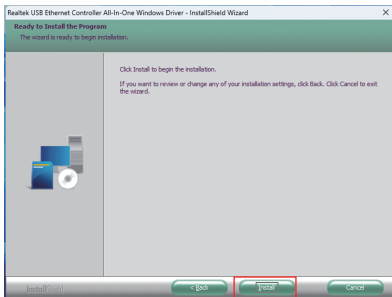 Realtek USB Ethernet Controller All-In-One Windows Driver - InstallShield Wizard
Ready to Install the Program
The wizard is ready to begin installation.
Click Install to begin the installation.
If you want to review or change any of your installation settings, click Back. Click Cancel to exit
the wizard.
InstallShield
< Back
Install
Cancel